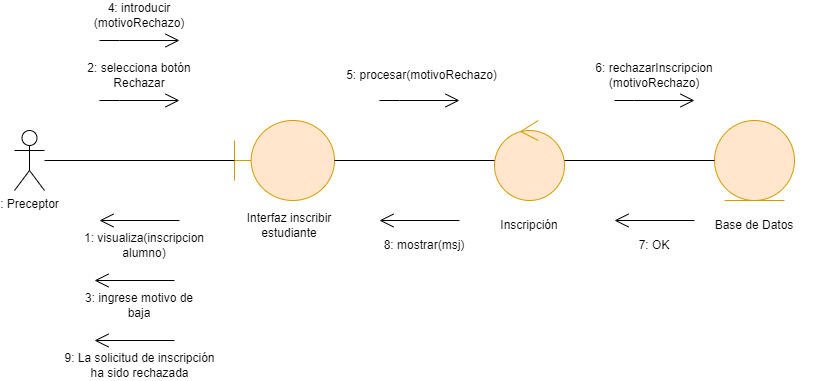 4: introducir
(motivoRechazo)
2: selecciona botón
Rechazar
5: procesar(motivoRechazo)
6: rechazarInscripcion
(motivoRechazo)
: Preceptor
Interfaz inscribir
estudiante
Inscripción
Base de Datos
1: visualiza(inscripcion
alumno)
8: mostrar(msj)
7: OK
3: ingrese motivo de
baja
9: La solicitud de inscripción
ha sido rechazada